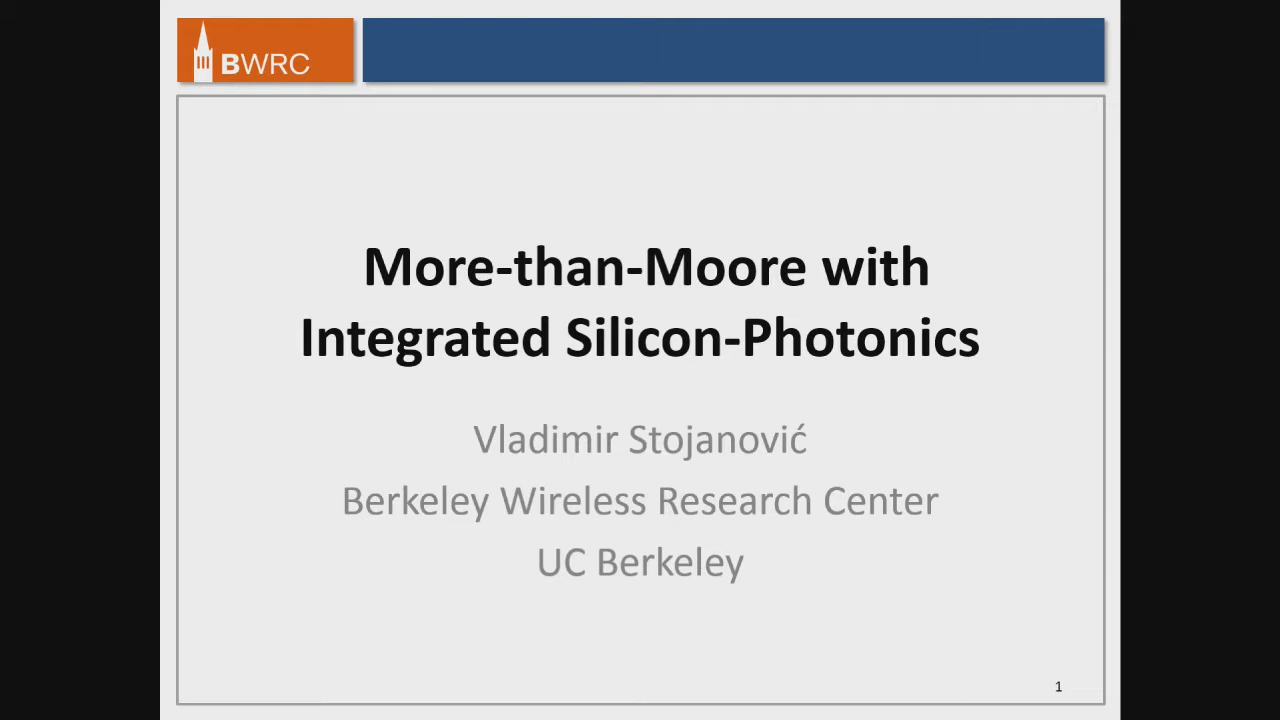 BWRC
More-than-Moore with
Integrated Silicon-Photonics
Vladimir Stojanović
Berkeley Wireless Research Center
UC Berkeley
1